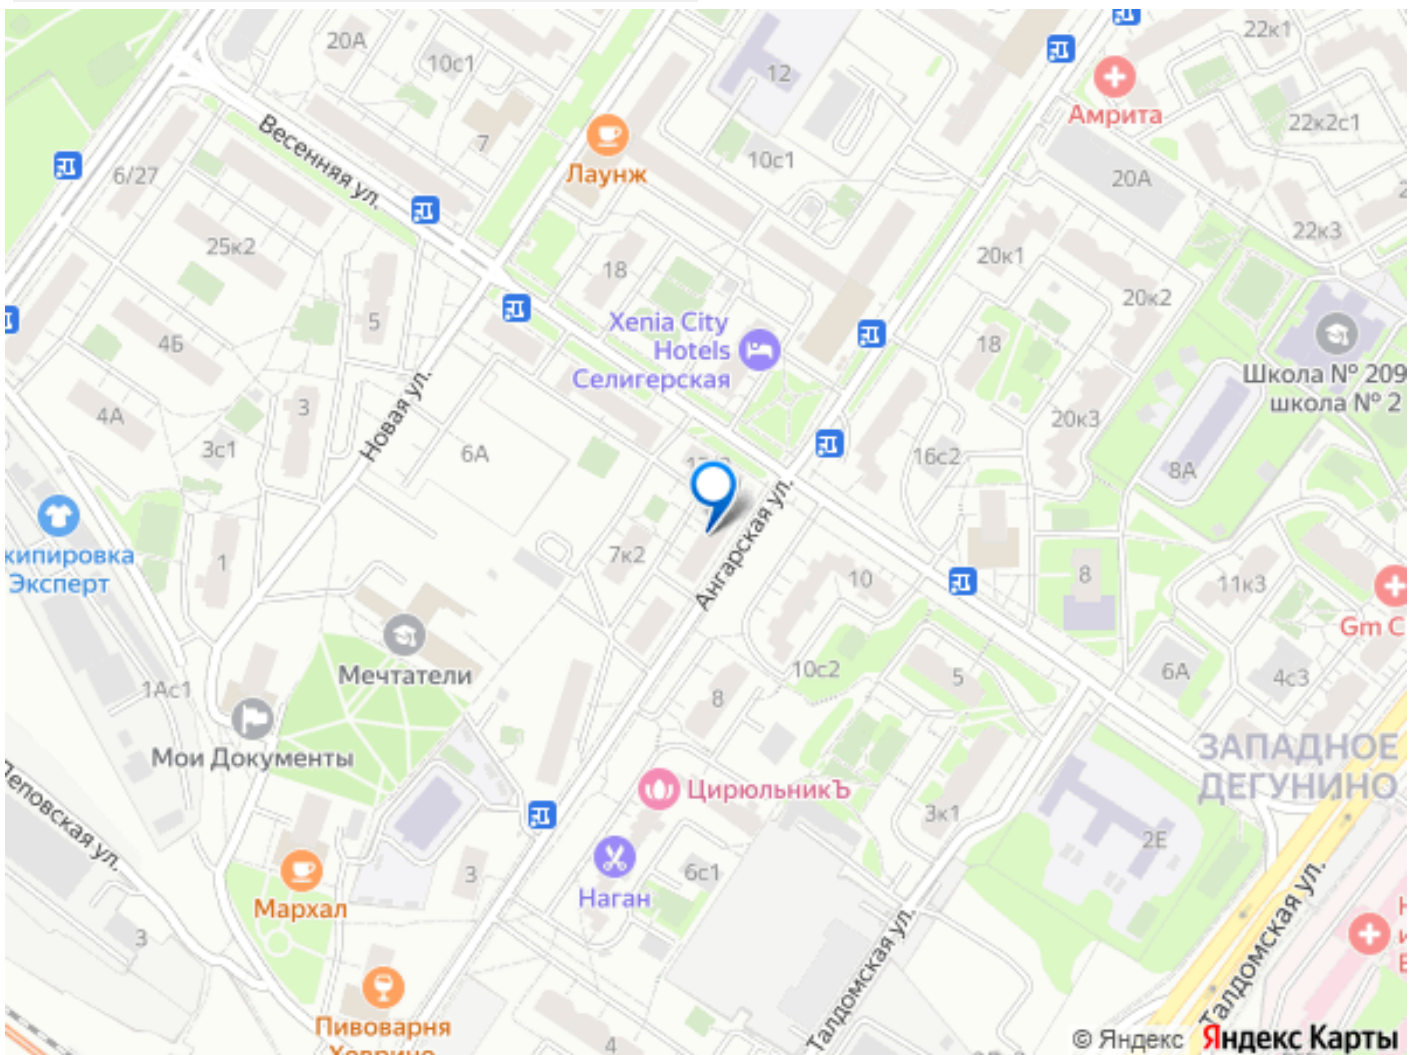 20А
22к1
10с1
12
Амрита
Весенняя ул.
7
22к2с1
Лаунж
10с1
6/27
20А
25к2
22к3
18
20к1
20к2
5
Xenia City
Hotels
Селигерская
4Б
18
Школа № 209
школа № 2
Новая ул.
4А
3
20к3
3с1
6А
16с2
8А
Ангарская ул.
кипировка
Эксперт
1
7к2
10
8
11к3
Gm C
Мечтатели
10с2
5
6А
4с3
1Ас1
8
Мои Документы
ЗАПАДНОЕ
ДЕГУНИНО
ЦирюльникЪ
3к1
2Е
Наган
6с1
3
Мархал
3
Талдомская ул.
Талдомская ул.
Пивоварня
Ховрино
4
© Яндекс Яндекс Карты